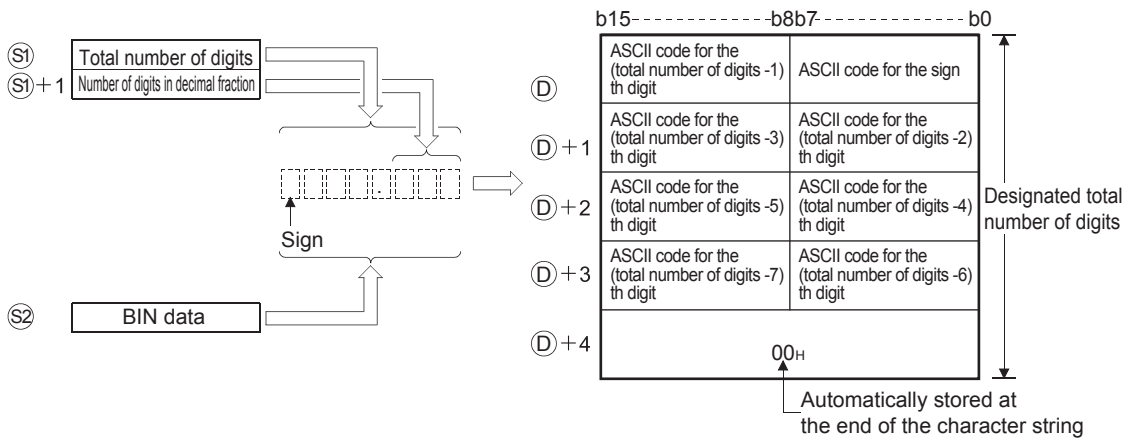 S1 Total number of digits
S1+1 Number of digits in decimal fraction
.
Sign
S2 BIN data
b15 b8b7 b0
D
ASCII code for the
(total number of digits -1)
th digit
ASCII code for the sign
D+1
ASCII code for the
(total number of digits -3)
th digit
ASCII code for the
(total number of digits -2)
th digit
D+2
ASCII code for the
(total number of digits -5)
th digit
ASCII code for the
(total number of digits -4)
th digit
D+3
ASCII code for the
(total number of digits -7)
th digit
ASCII code for the
(total number of digits -6)
th digit
D+4
00H
Designated total
number of digits
Automatically stored at
the end of the character string